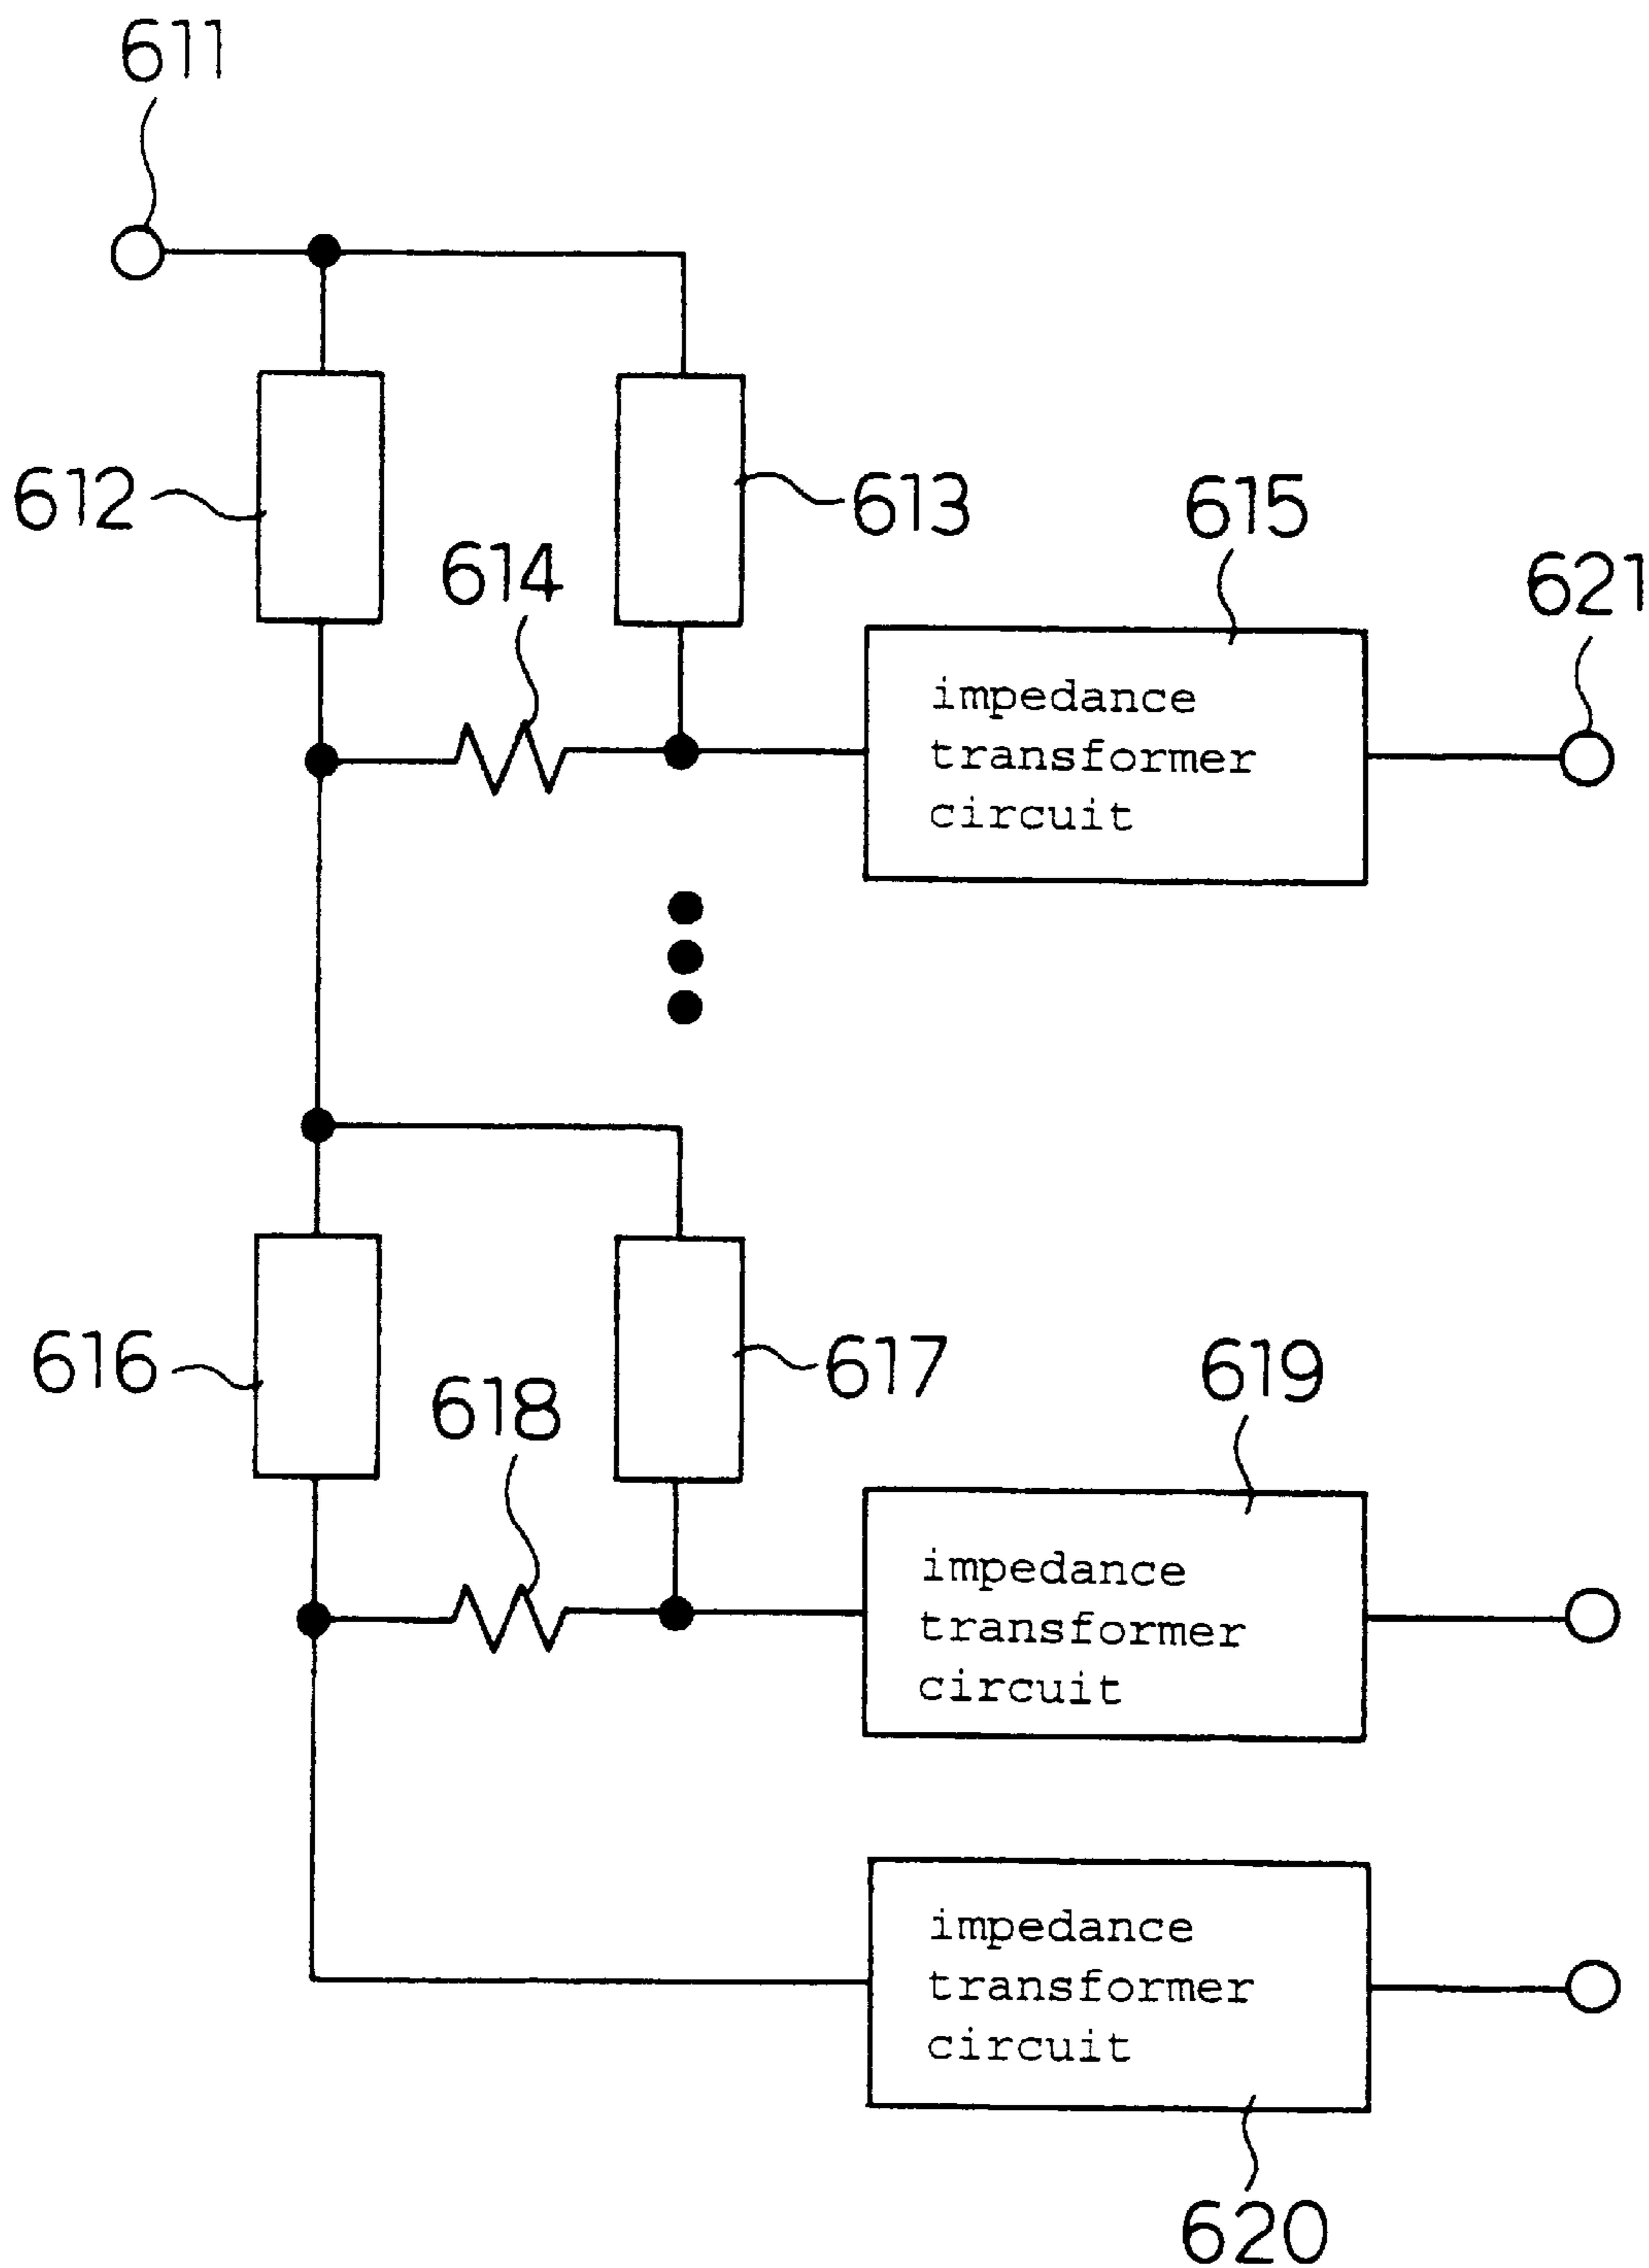 611
612
613
614
615
621
impedance
transformer
circuit
616
617
618
619
impedance
transformer
circuit
impedance
transformer
circuit
620